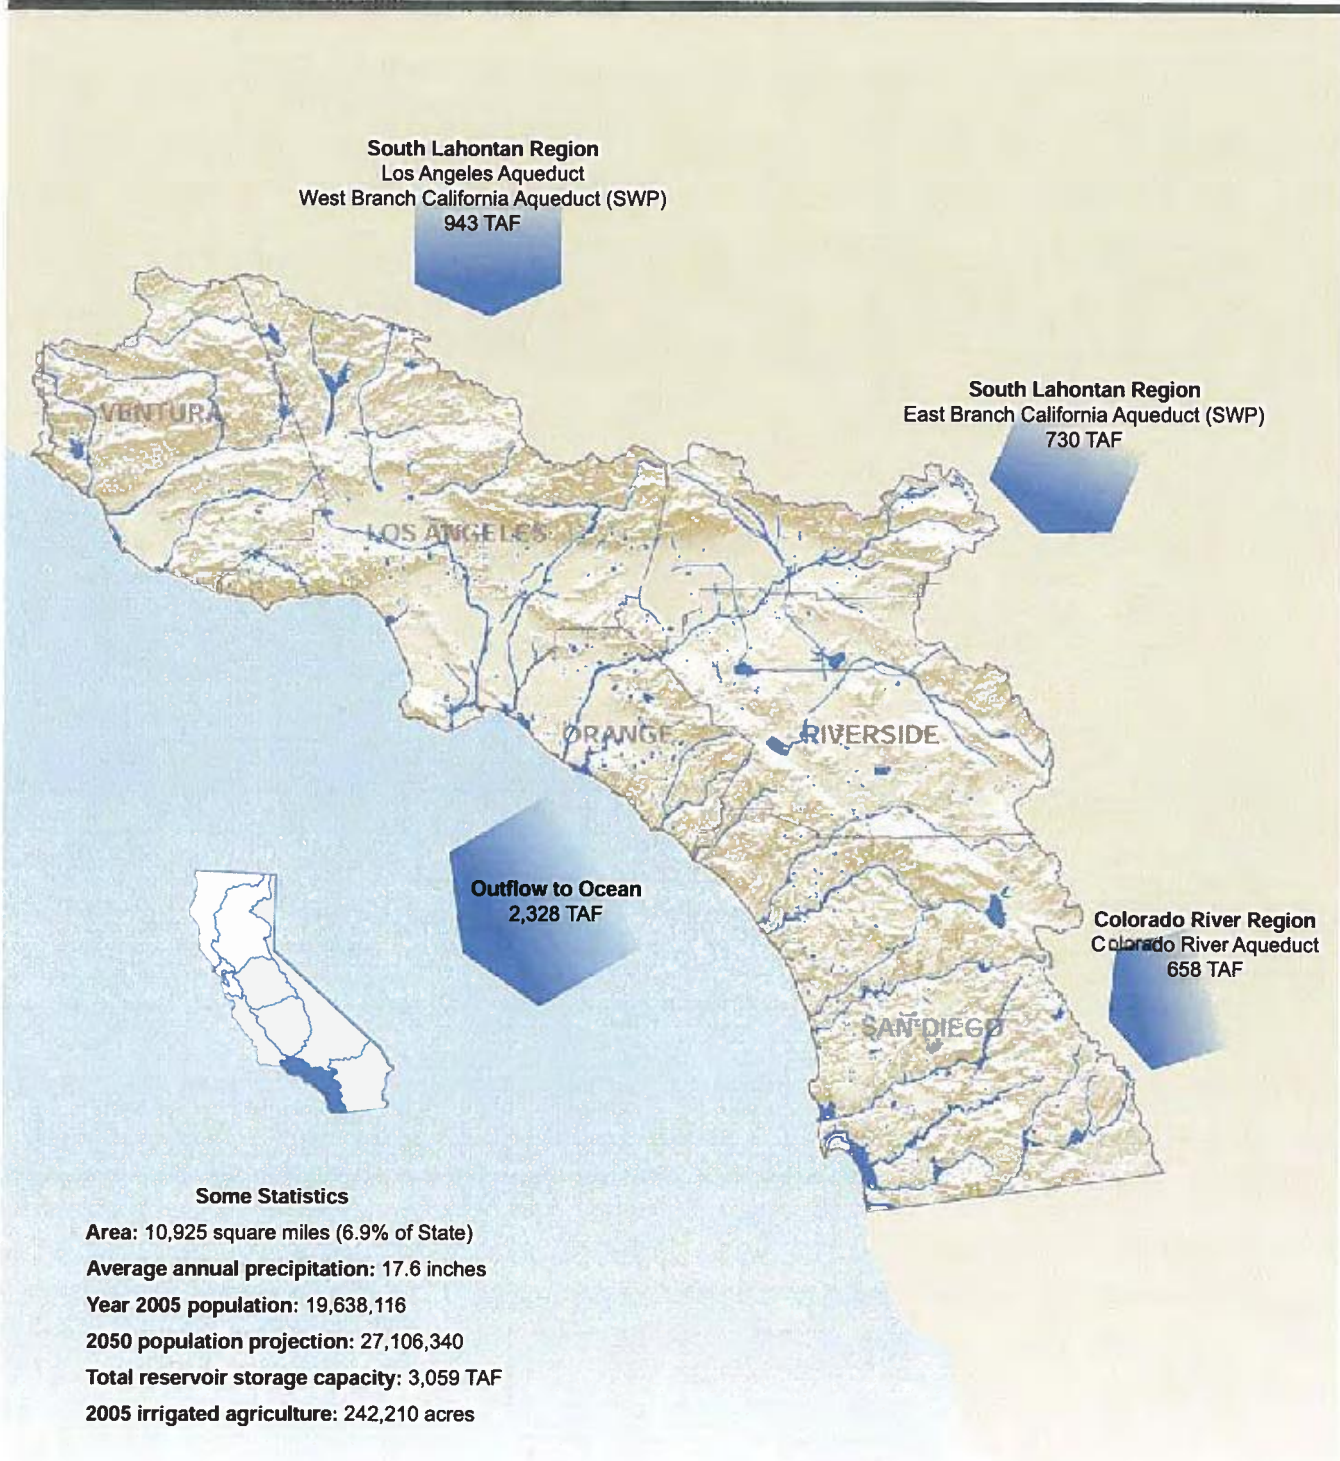 South Lahontan Region
Los Angeles Aqueduct
West Branch California Aqueduct (SWP)
943 TAF
South Lahontan Region
East Branch California Aqueduct (SWP)
730 TAF
VENTURA
LOS ANGELES
ORANGE
RIVERSIDE
Outflow to Ocean
2,328 TAF
Colorado River Region
Colorado River Aqueduct
658 TAF
SAN DIEGO
Some Statistics
Area: 10,925 square miles (6.9% of State)
Average annual precipitation: 17.6 inches
Year 2005 population: 19,638,116
2050 population projection: 27,106,340
Total reservoir storage capacity: 3,059 TAF
2005 irrigated agriculture: 242,210 acres